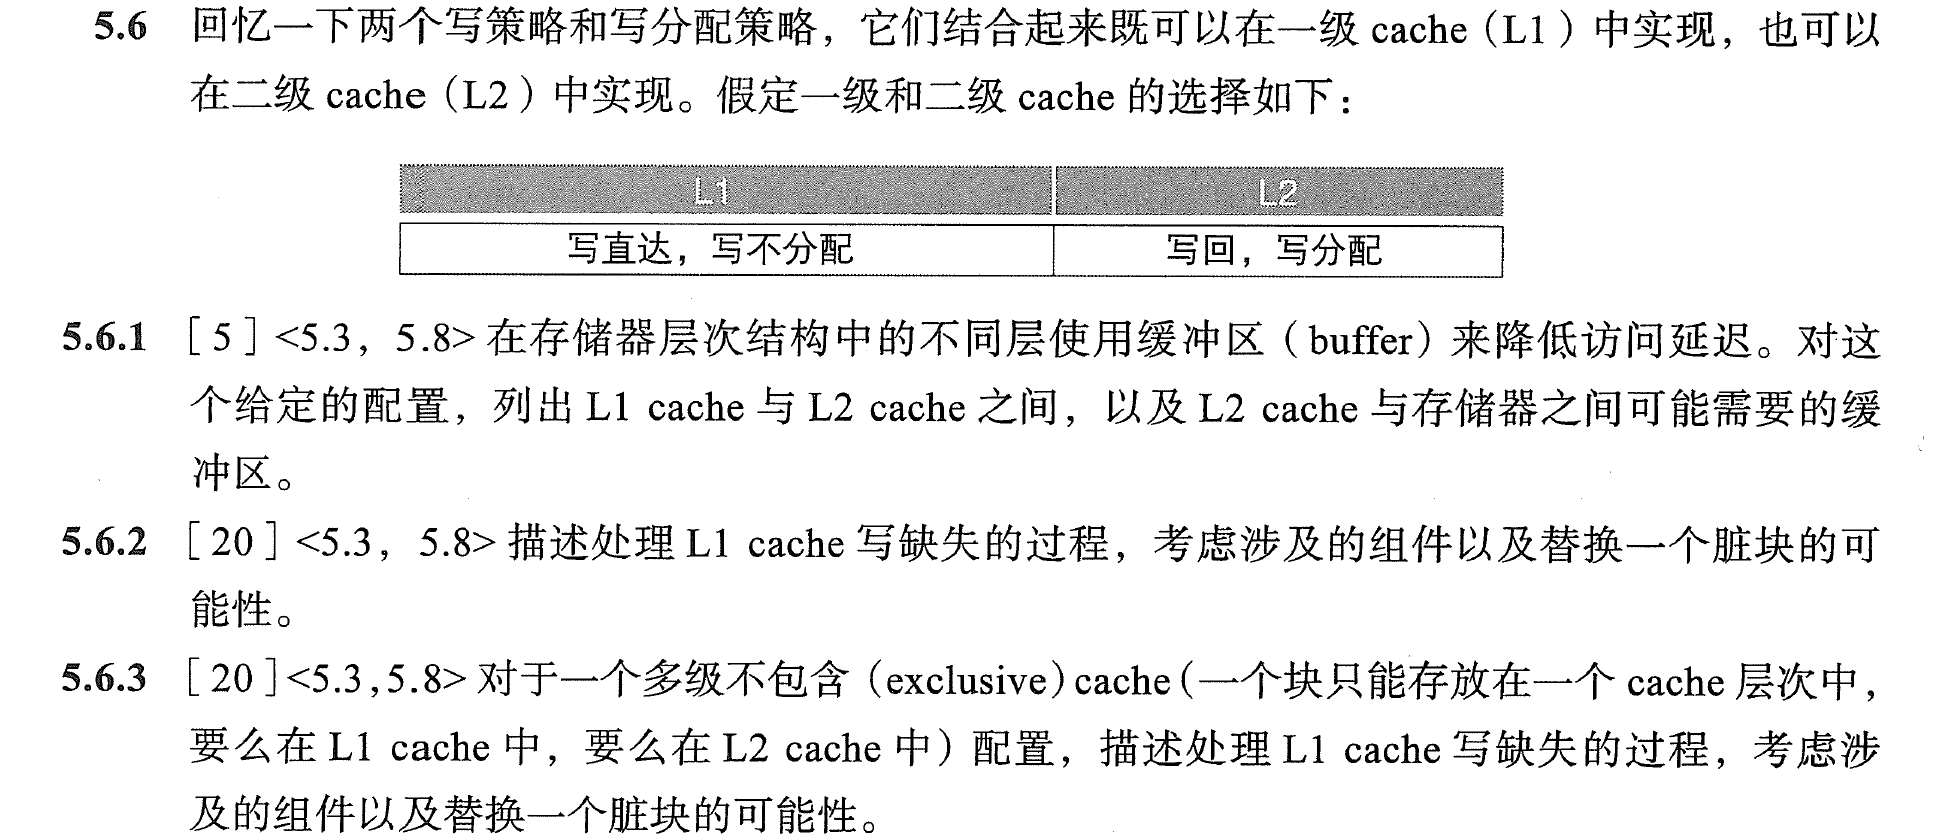 5.6 回忆一下两个写策略和写分配策略，它们结合起来既可以在一级 cache（L1）中实现，也可以
在二级 cache（L2）中实现。假定一级和二级 cache 的选择如下：
L1 L2
写直达，写不分配 写回，写分配
5.6.1 [5] <5.3，5.8> 在存储器层次结构中的不同层使用缓冲区（buffer）来降低访问延迟。对这
个给定的配置，列出 L1 cache 与 L2 cache 之间，以及 L2 cache 与存储器之间可能需要的缓
冲区。
5.6.2 [20] <5.3，5.8> 描述处理 L1 cache 写缺失的过程，考虑涉及的组件以及替换一个脏块的可
能性。
5.6.3 [20]<5.3,5.8> 对于一个多级不包含（exclusive）cache（一个块只能存放在一个 cache 层次中，
要么在 L1 cache 中，要么在 L2 cache 中）配置，描述处理 L1 cache 写缺失的过程，考虑涉
及的组件以及替换一个脏块的可能性。